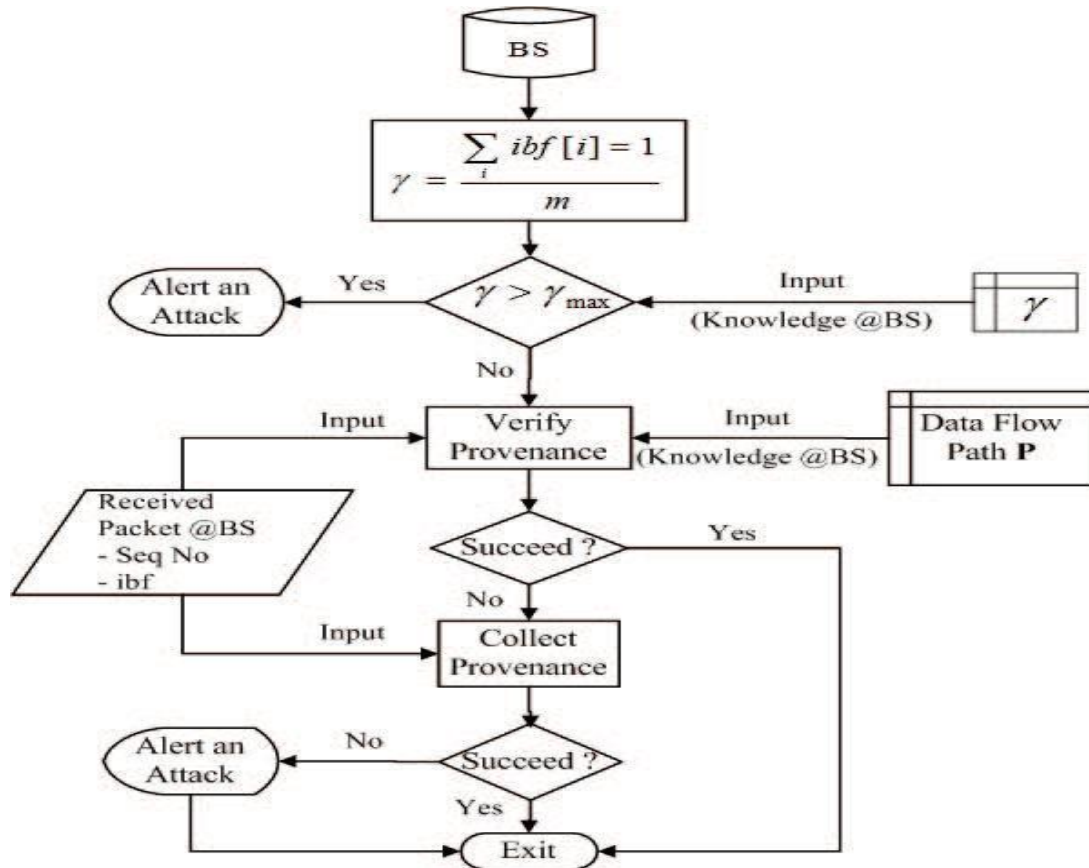 BS
γ = ∑ i ibf [i] = 1 / m
Alert an
Attack
Yes
γ > γ max
Input
(Knowledge @BS)
γ
No
Input
Verify
Provenance
Input
(Knowledge @BS)
Data Flow
Path P
Received
Packet @BS
- Seq No
- ibf
Succeed ?
Yes
No
Input
Collect
Provenance
Alert an
Attack
No
Succeed ?
Yes
Exit